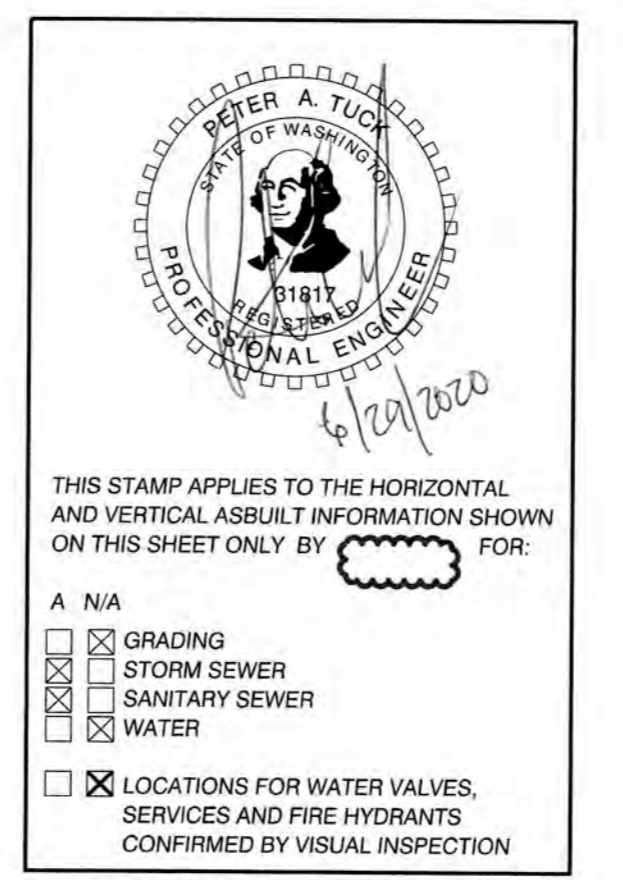 PETER A. TUCK
STATE OF WASHINGTON
31817
REGISTERED
PROFESSIONAL ENGINEER
6/29/2020
THIS STAMP APPLIES TO THE HORIZONTAL
AND VERTICAL ASBUILT INFORMATION SHOWN
ON THIS SHEET ONLY BY FOR:
A N/A
☐ ☒ GRADING
☒ ☐ STORM SEWER
☒ ☐ SANITARY SEWER
☐ ☒ WATER
☐ ☒ LOCATIONS FOR WATER VALVES,
SERVICES AND FIRE HYDRANTS
CONFIRMED BY VISUAL INSPECTION